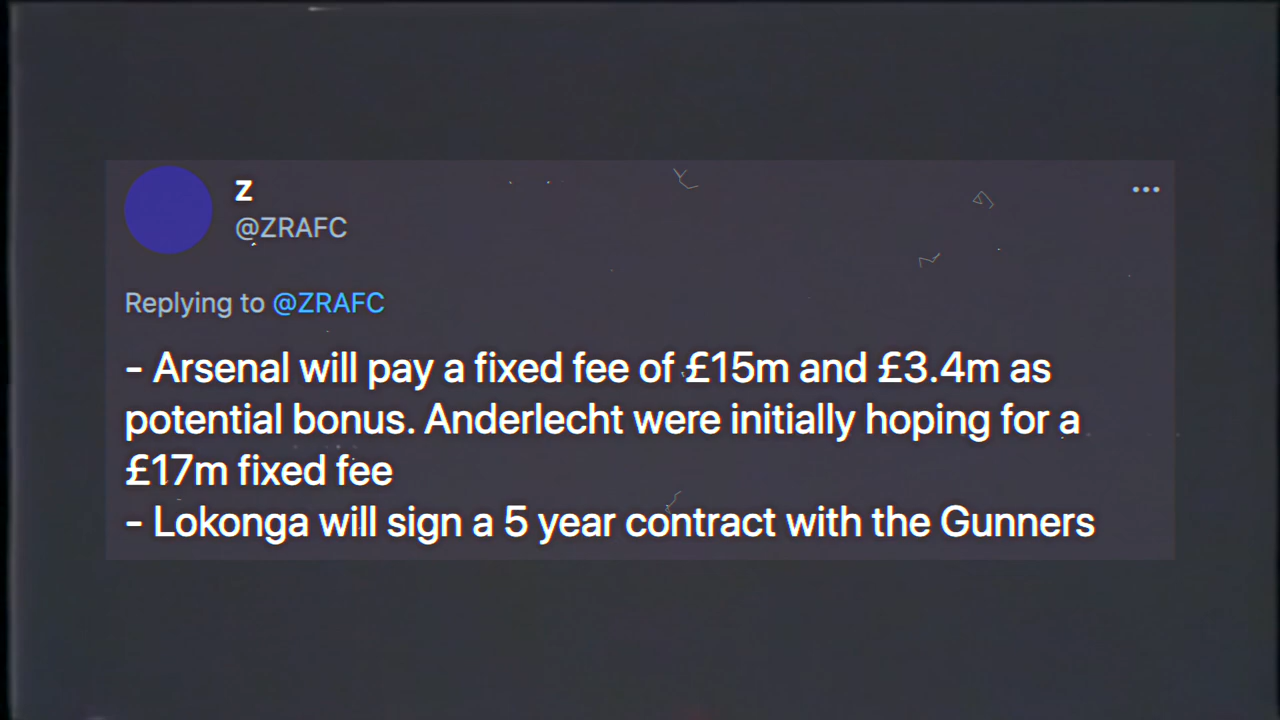 z
@ZRAFC
Replying to @ZRAFC
- Arsenal will pay a fixed fee of £15m and £3.4m as
potential bonus. Anderlecht were initially hoping for a
£17m fixed fee
- Lokonga will sign a 5 year contract with the Gunners